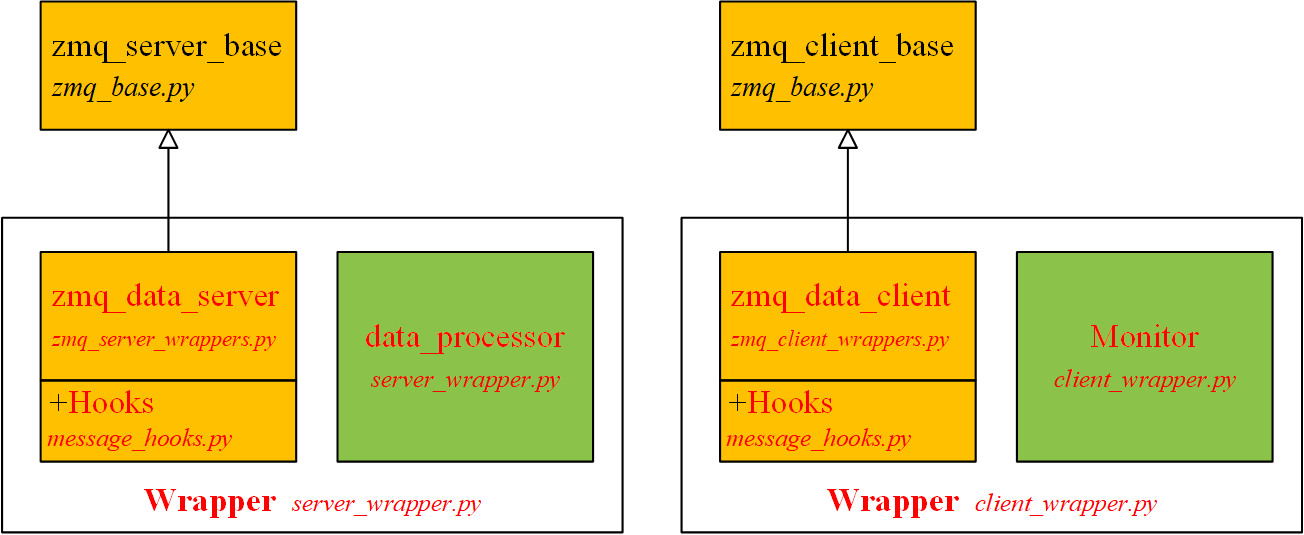 zmq_server_base
zmq_base.py
zmq_client_base
zmq_base.py
zmq_data_server
zmq_server_wrappers.py
+Hooks
message_hooks.py
data_processor
server_wrapper.py
Wrapper server_wrapper.py
zmq_data_client
zmq_client_wrappers.py
+Hooks
message_hooks.py
Monitor
client_wrapper.py
Wrapper client_wrapper.py